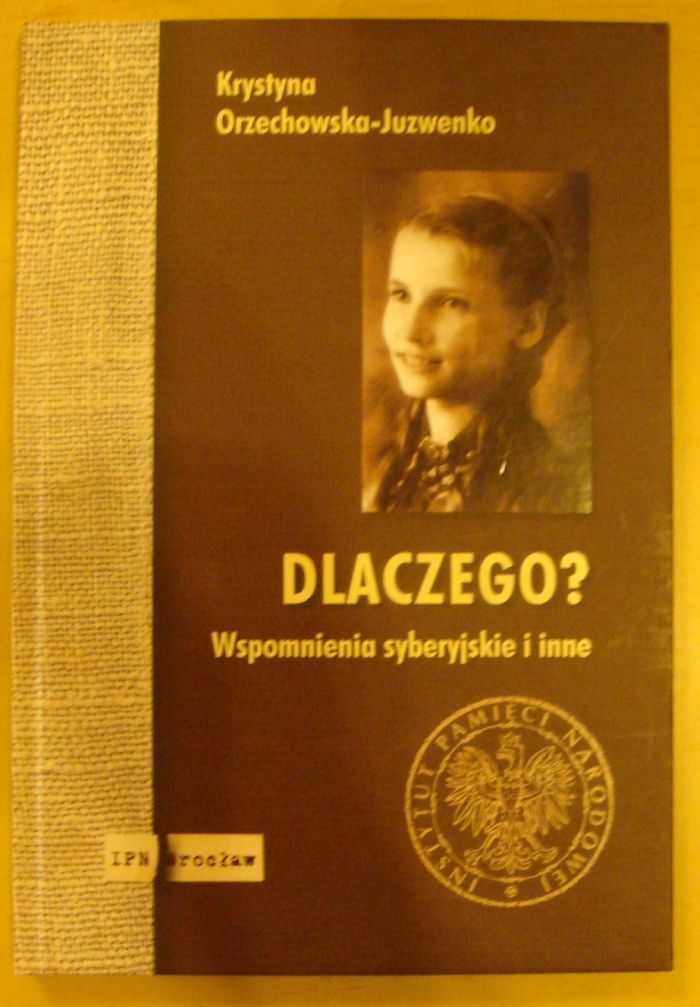 Krystyna
Orzechowska-Juzwenko
DLACZEGO?
Wspomnienia syberyjskie i inne
INSTYTUT PAMIĘCI NARODOWEJ
IPN Wrocław